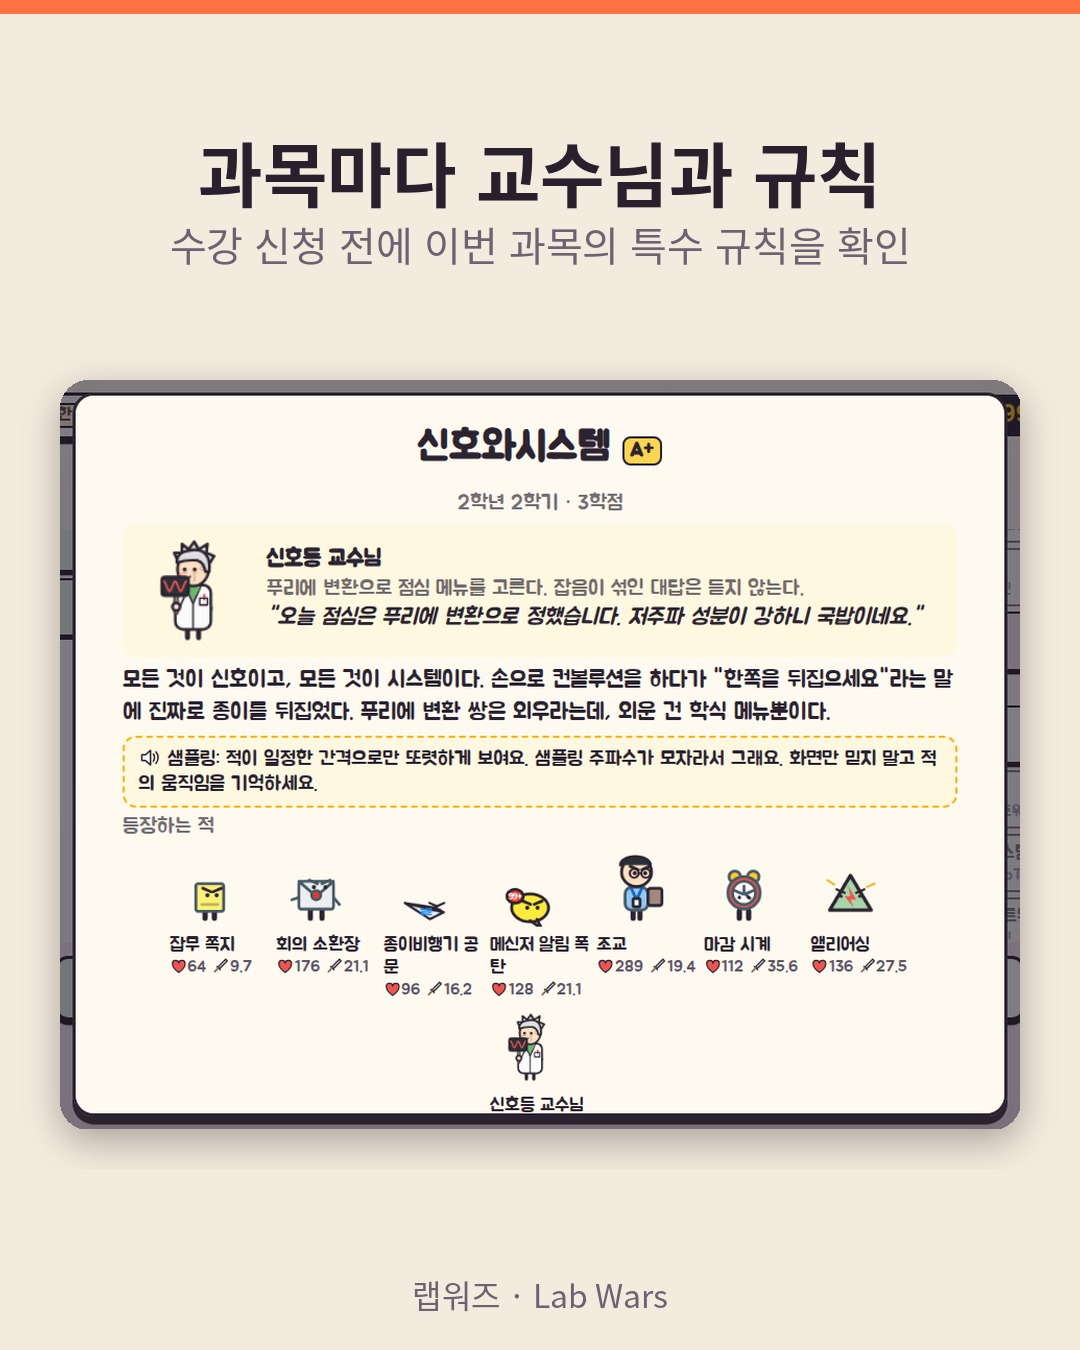 과목마다 교수님과 규칙
수강 신청 전에 이번 과목의 특수 규칙을 확인
신호와시스템 A+
2학년 2학기 · 3학점
신호등 교수님
푸리에 변환으로 점심 메뉴를 고른다. 잡음이 섞인 대답은 듣지 않는다.
"오늘 점심은 푸리에 변환으로 정했습니다. 저주파 성분이 강하니 국밥이네요."
모든 것이 신호이고, 모든 것이 시스템이다. 손으로 컨볼루션을 하다가 "한쪽을 뒤집으세요"라는 말
에 진짜로 종이를 뒤집었다. 푸리에 변환 쌍은 외우라는데, 외운 건 학식 메뉴뿐이다.
샘플링: 적이 일정한 간격으로만 또렷하게 보여요. 샘플링 주파수가 모자라서 그래요. 화면만 믿지 말고 적
의 움직임을 기억하세요.
등장하는 적
99+
잡무 쪽지 회의 소환장 종이비행기 공 메신저 알림 폭 조교 마감 시계 앨리어싱
문 탄
64 9.7 176 21.1 289 19.4 112 35.6 136 27.5
96 16.2 128 21.1
신호등 교수님
랩워즈 · Lab Wars